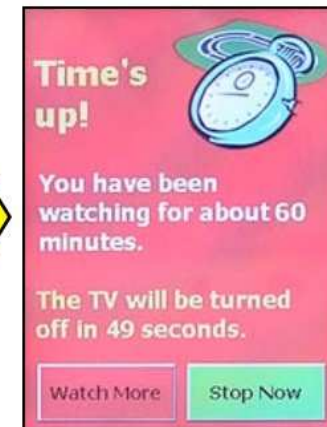 Time's
up!
You have been
watching for about 60
minutes.
The TV will be turned
off in 49 seconds.
Watch More
Stop Now